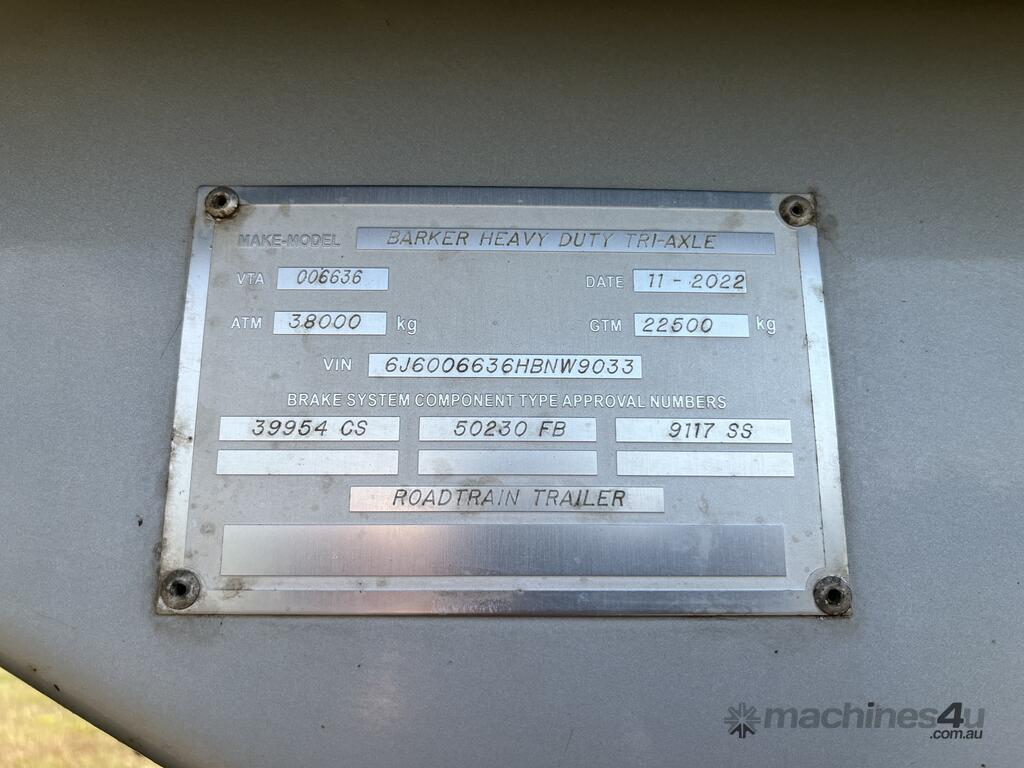 MAKE-MODEL BARKER HEAVY DUTY TRI-AXLE
VTA 006636 DATE 11 - 2022
ATM 38000 kg GTM 22500 kg
VIN 6J6006636HBNW9033
BRAKE SYSTEM COMPONENT TYPE APPROVAL NUMBERS
39954 CS 50230 FB 9117 SS
ROADTRAIN TRAILER
machines4u
.com.au